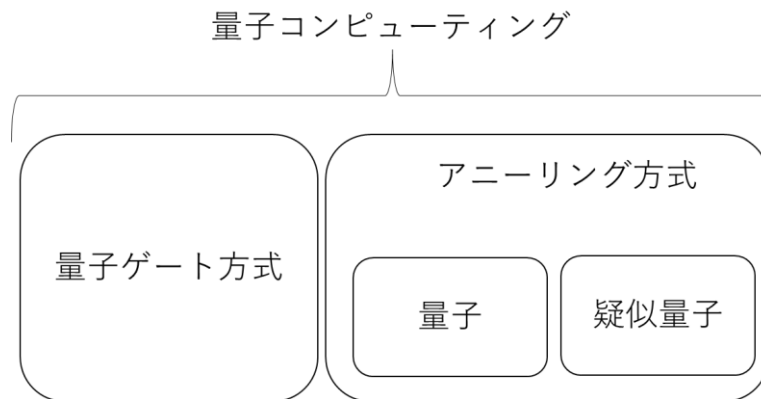 量子コンピューティング
アニーリング方式
量子ゲート方式
量子
疑似量子